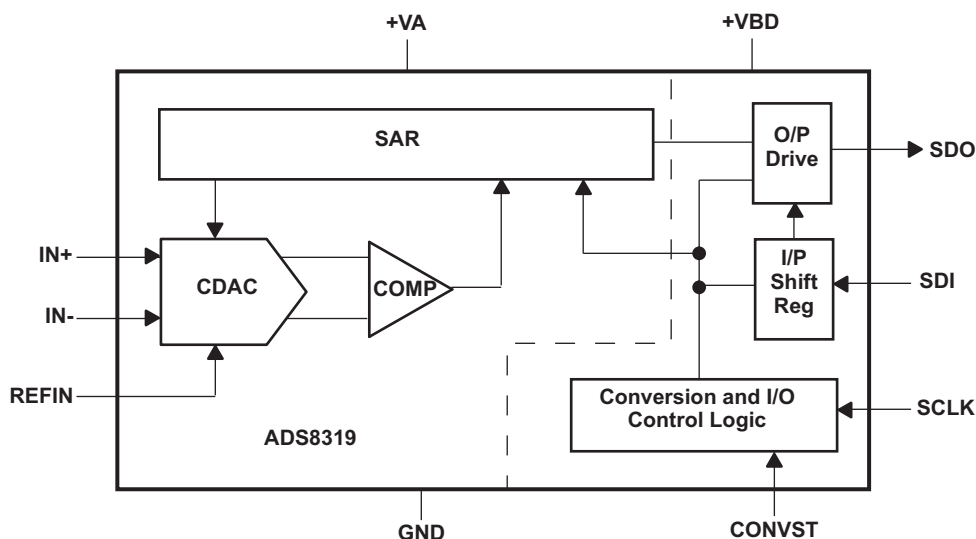 +VA
+VBD
SAR
O/P
Drive
SDO
IN+
CDAC
COMP
I/P
Shift
Reg
SDI
IN-
REFIN
Conversion and I/O
Control Logic
SCLK
ADS8319
GND
CONVST